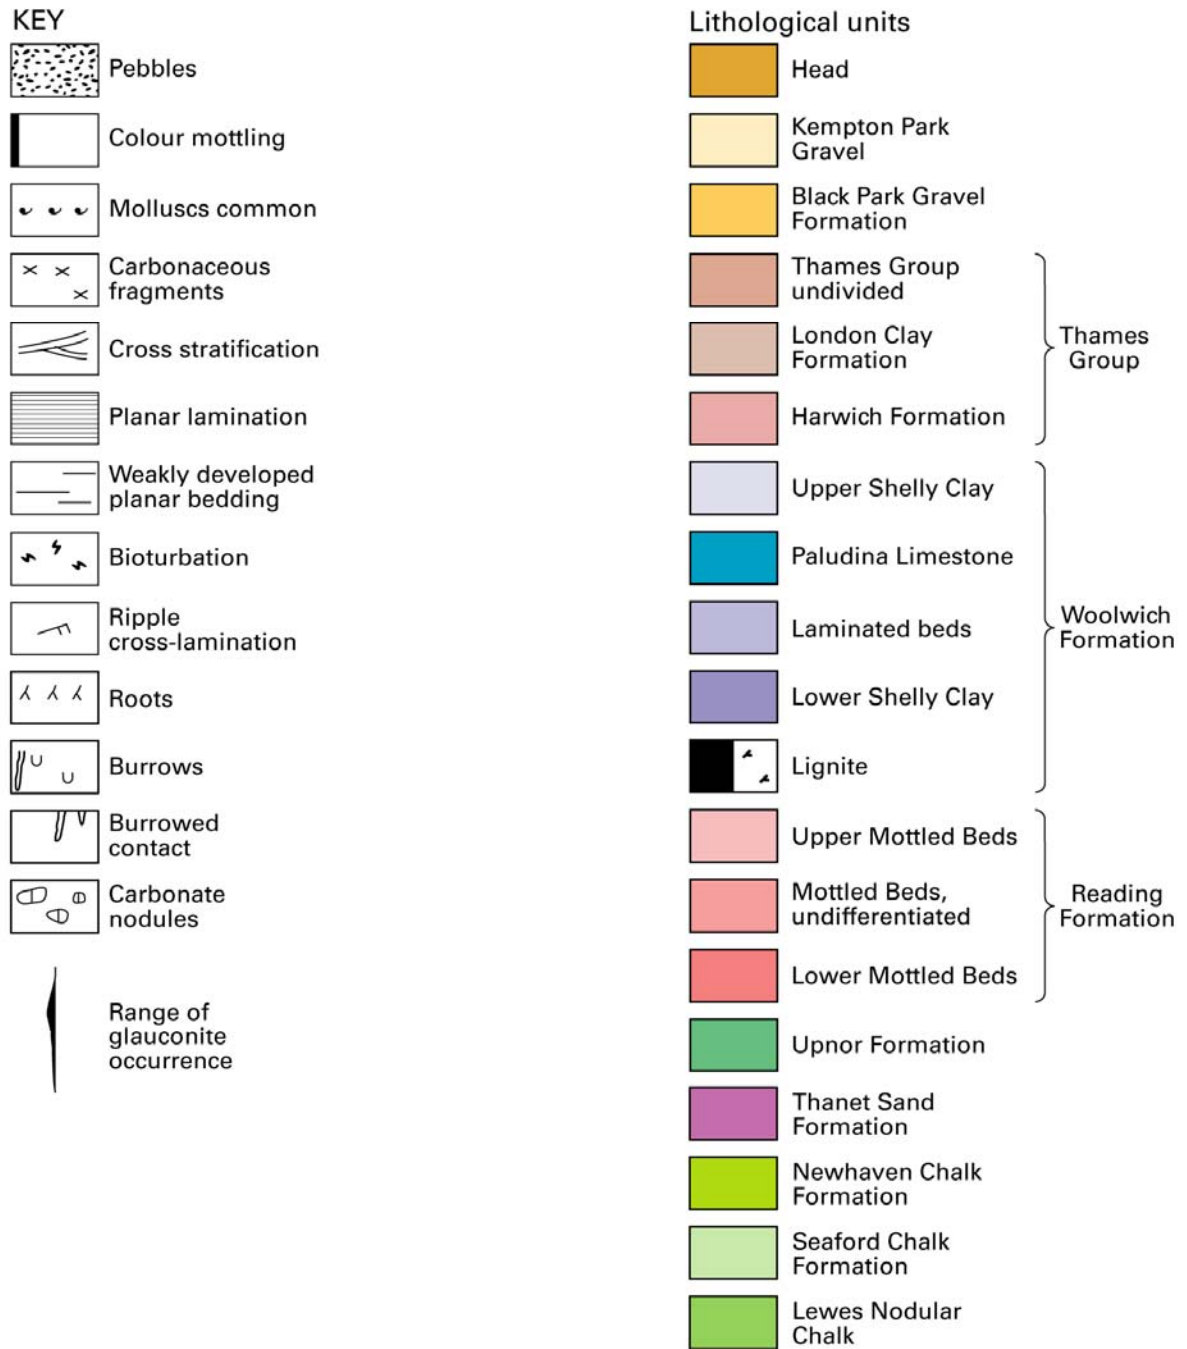 KEY
Pebbles
Colour mottling
Molluscs common
Carbonaceous
fragments
Cross stratification
Planar lamination
Weakly developed
planar bedding
Bioturbation
Ripple
cross-lamination
Roots
Burrows
Burrowed
contact
Carbonate
nodules
Range of
glauconite
occurrence
Lithological units
Head
Kempton Park
Gravel
Black Park Gravel
Formation
Thames Group
undivided
London Clay
Formation
Harwich Formation
Thames
Group
Upper Shelly Clay
Paludina Limestone
Laminated beds
Lower Shelly Clay
Lignite
Woolwich
Formation
Upper Mottled Beds
Mottled Beds,
undifferentiated
Lower Mottled Beds
Reading
Formation
Upnor Formation
Thanet Sand
Formation
Newhaven Chalk
Formation
Seaford Chalk
Formation
Lewes Nodular
Chalk